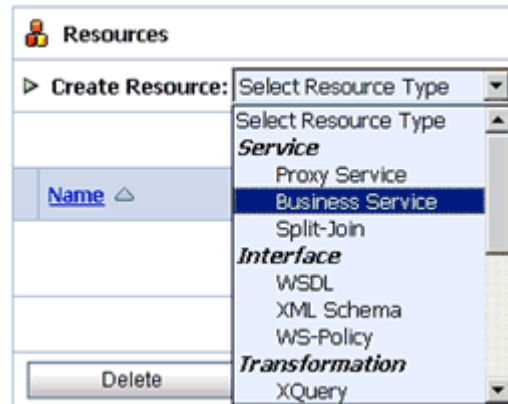 Resources
Create Resource: Select Resource Type
Select Resource Type
Service
Proxy Service
Business Service
Split-Join
Interface
WSDL
XML Schema
WS-Policy
Transformation
XQuery
Name
Delete